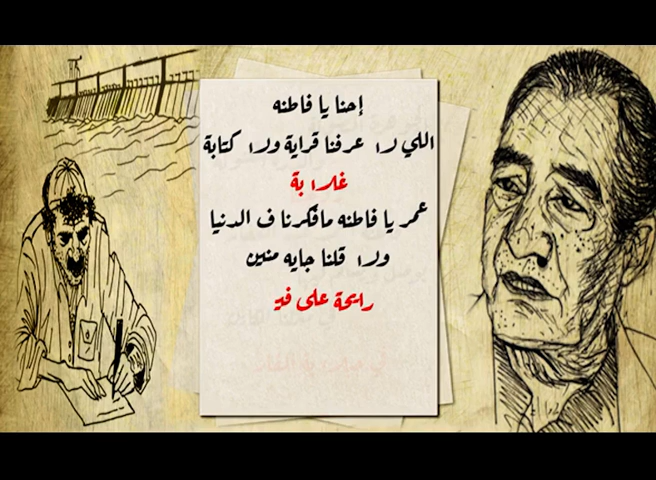 إحنا يا فاطنه
اللي لا عرفنا قراية ولا كتابة
غلابة
عمر يا فاطنه مافكرنا ف الدنيا
ولا قلنا جايه منين
رايحة على فين